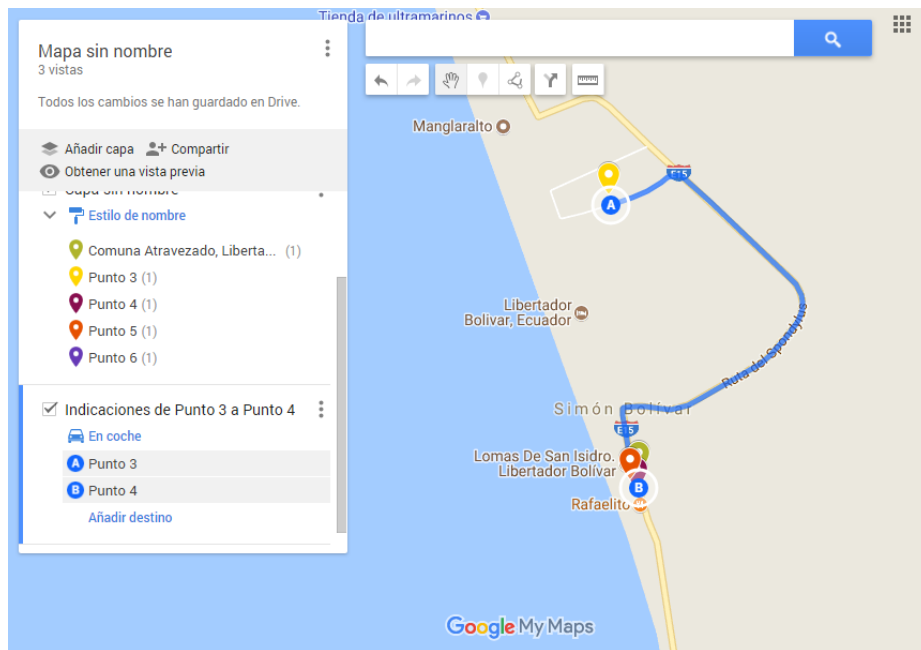 Tienda de ultramarinos
Mapa sin nombre
3 vistas
Todos los cambios se han guardado en Drive.
Añadir capa
Compartir
Obtener una vista previa
Capa sin nombre
Estilo de nombre
Comuna Atravezado, Liberta... (1)
Punto 3 (1)
Punto 4 (1)
Punto 5 (1)
Punto 6 (1)
Indicaciones de Punto 3 a Punto 4
En coche
A Punto 3
B Punto 4
Añadir destino
Manglaralto
E15
A
Libertador
Bolivar, Ecuador
Ruta del Spondylus
Simón Bolívar
E15
Lomas De San Isidro.
Libertador Bolívar
B
Rafaelito
Google My Maps